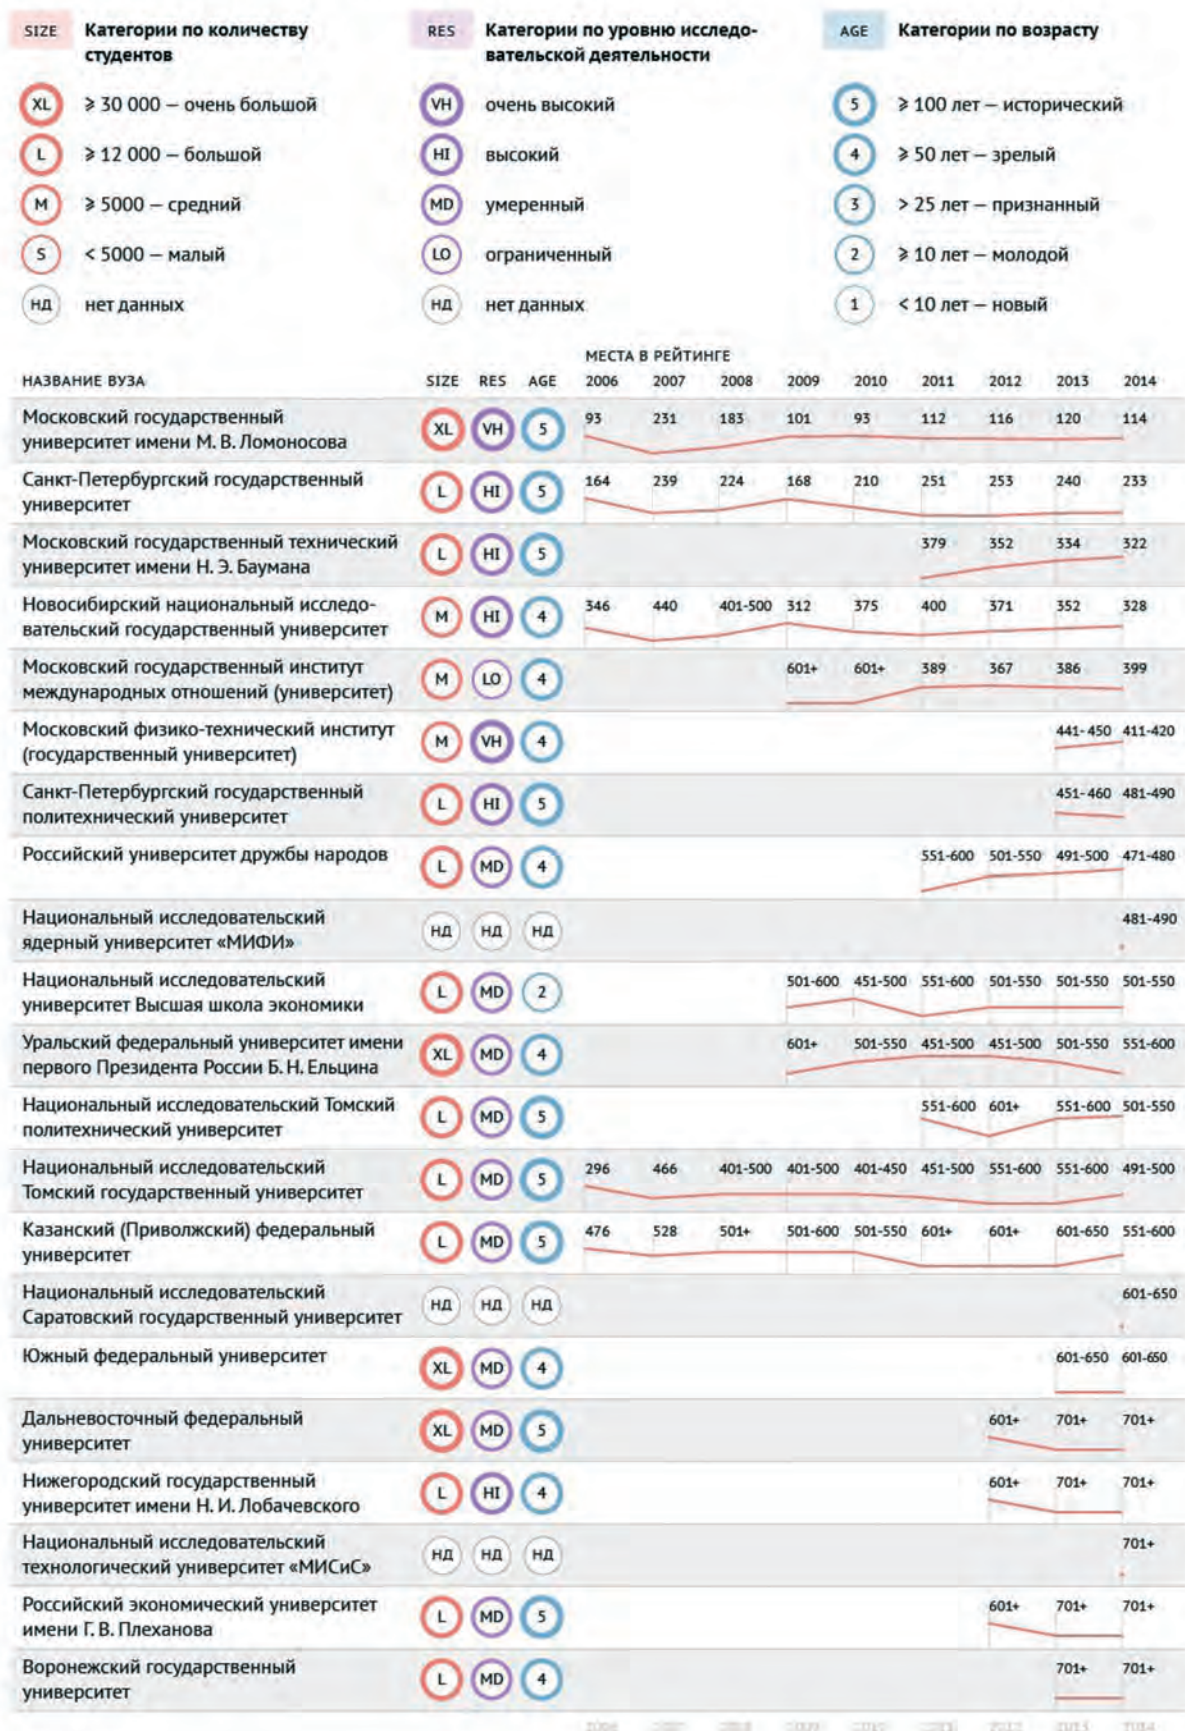 SIZE Категории по количеству
студентов
XL ≥ 30 000 — очень большой
L ≥ 12 000 — большой
M ≥ 5000 — средний
S < 5000 — малый
НД нет данных
RES Категории по уровню исследо-
вательской деятельности
VH очень высокий
HI высокий
MD умеренный
LO ограниченный
НД нет данных
AGE Категории по возрасту
5 ≥ 100 лет — исторический
4 ≥ 50 лет — зрелый
3 > 25 лет — признанный
2 ≥ 10 лет — молодой
1 < 10 лет — новый
МЕСТА В РЕЙТИНГЕ
НАЗВАНИЕ ВУЗА SIZE RES AGE 2006 2007 2008 2009 2010 2011 2012 2013 2014
Московский государственный
университет имени М. В. Ломоносова XL VH 5 93 231 183 101 93 112 116 120 114
Санкт-Петербургский государственный
университет L HI 5 164 239 224 168 210 251 253 240 233
Московский государственный технический
университет имени Н. Э. Баумана L HI 5 379 352 334 322
Новосибирский национальный исследо-
вательский государственный университет M HI 4 346 440 401-500 312 375 400 371 352 328
Московский государственный институт
международных отношений (университет) M LO 4 601+ 601+ 389 367 386 399
Московский физико-технический институт
(государственный университет) M VH 4 441-450 411-420
Санкт-Петербургский государственный
политехнический университет L HI 5 451-460 481-490
Российский университет дружбы народов L MD 4 551-600 501-550 491-500 471-480
Национальный исследовательский
ядерный университет «МИФИ» НД НД НД 481-490
Национальный исследовательский
университет Высшая школа экономики L MD 2 501-600 451-500 551-600 501-550 501-550 501-550
Уральский федеральный университет имени
первого Президента России Б. Н. Ельцина XL MD 4 601+ 501-550 451-500 451-500 501-550 551-600
Национальный исследовательский Томский
политехнический университет L MD 5 551-600 601+ 551-600 501-550
Национальный исследовательский
Томский государственный университет L MD 5 296 466 401-500 401-500 401-450 451-500 551-600 551-600 491-500
Казанский (Приволжский) федеральный
университет L MD 5 476 528 501+ 501-600 501-550 601+ 601+ 601-650 551-600
Национальный исследовательский
Саратовский государственный университет НД НД НД 601-650
Южный федеральный университет XL MD 4 601-650 601-650
Дальневосточный федеральный
университет XL MD 5 601+ 701+ 701+
Нижегородский государственный
университет имени Н. И. Лобачевского L HI 4 601+ 701+ 701+
Национальный исследовательский
технологический университет «МИСиС» НД НД НД 701+
Российский экономический университет
имени Г. В. Плеханова L MD 5 601+ 701+ 701+
Воронежский государственный
университет L MD 4 701+ 701+
2006 2007 2008 2009 2010 2011 2012 2013 2014